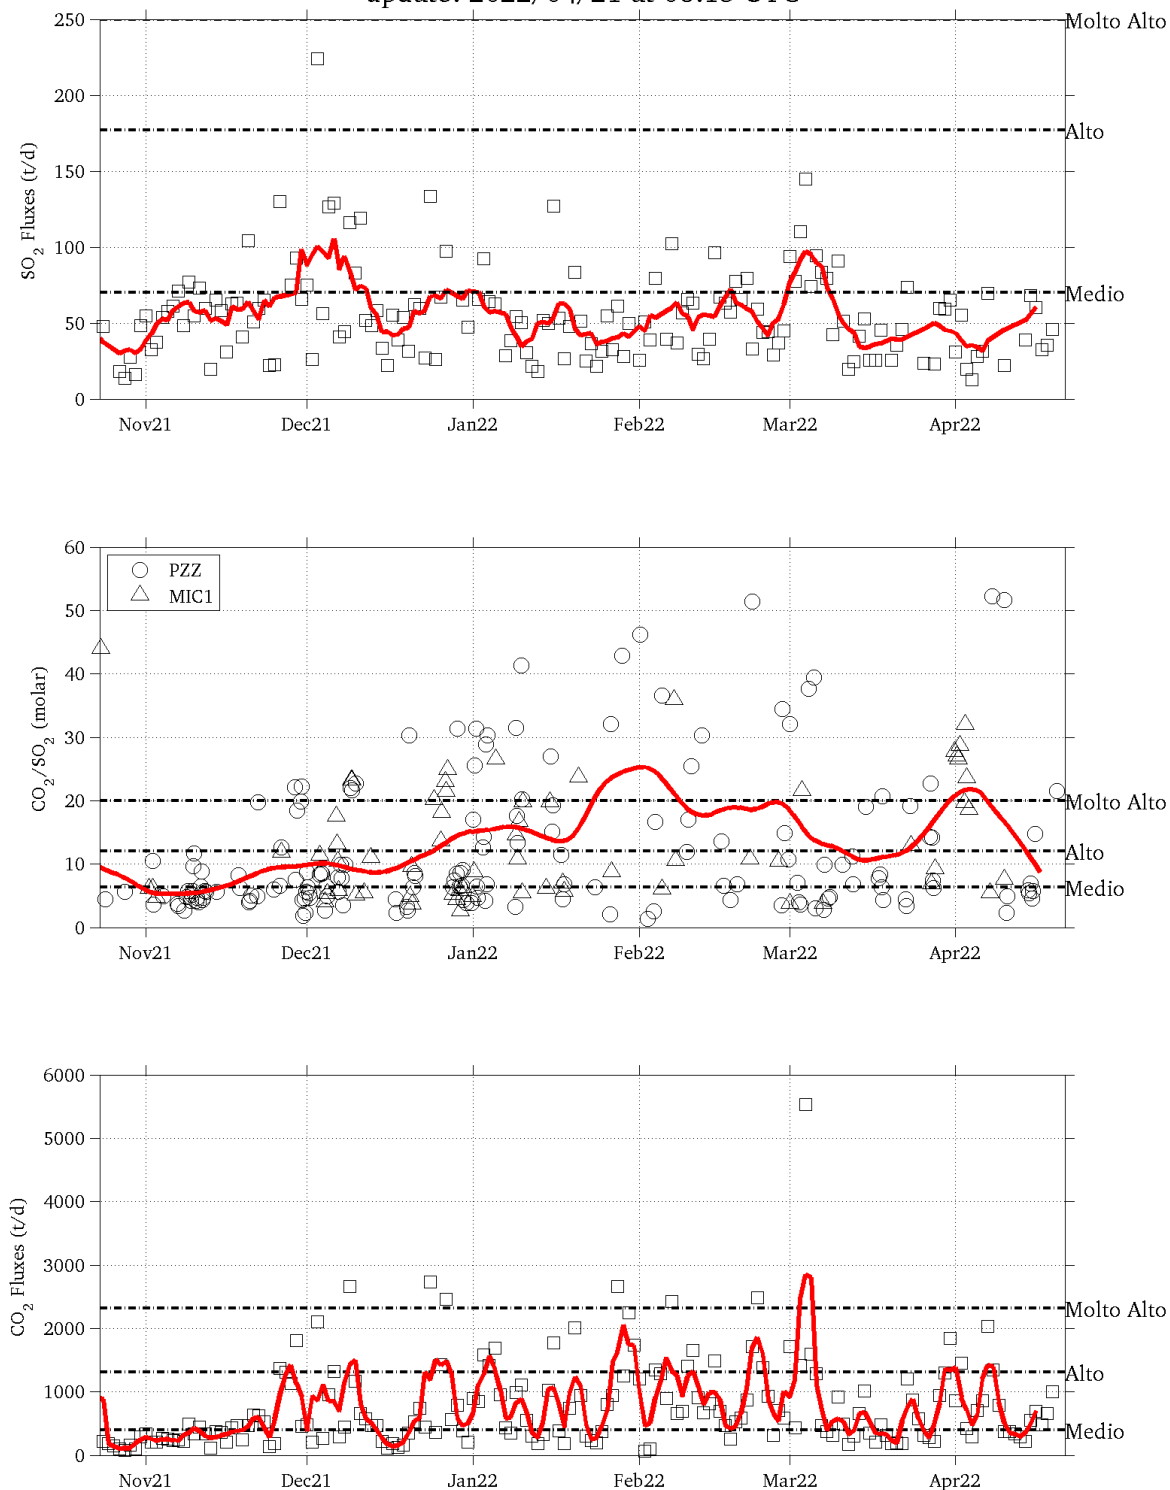 250
Molto Alto
200
Alto
150
100
Medio
50
0
SO2 Fluxes (t/d)
Nov21 Dec21 Jan22 Feb22 Mar22 Apr22
60
PZZ
MIC1
50
40
30
20
Molto Alto
Alto
10
Medio
0
CO2/SO2 (molar)
Nov21 Dec21 Jan22 Feb22 Mar22 Apr22
6000
5000
4000
3000
Molto Alto
2000
Alto
1000
Medio
0
CO2 Fluxes (t/d)
Nov21 Dec21 Jan22 Feb22 Mar22 Apr22